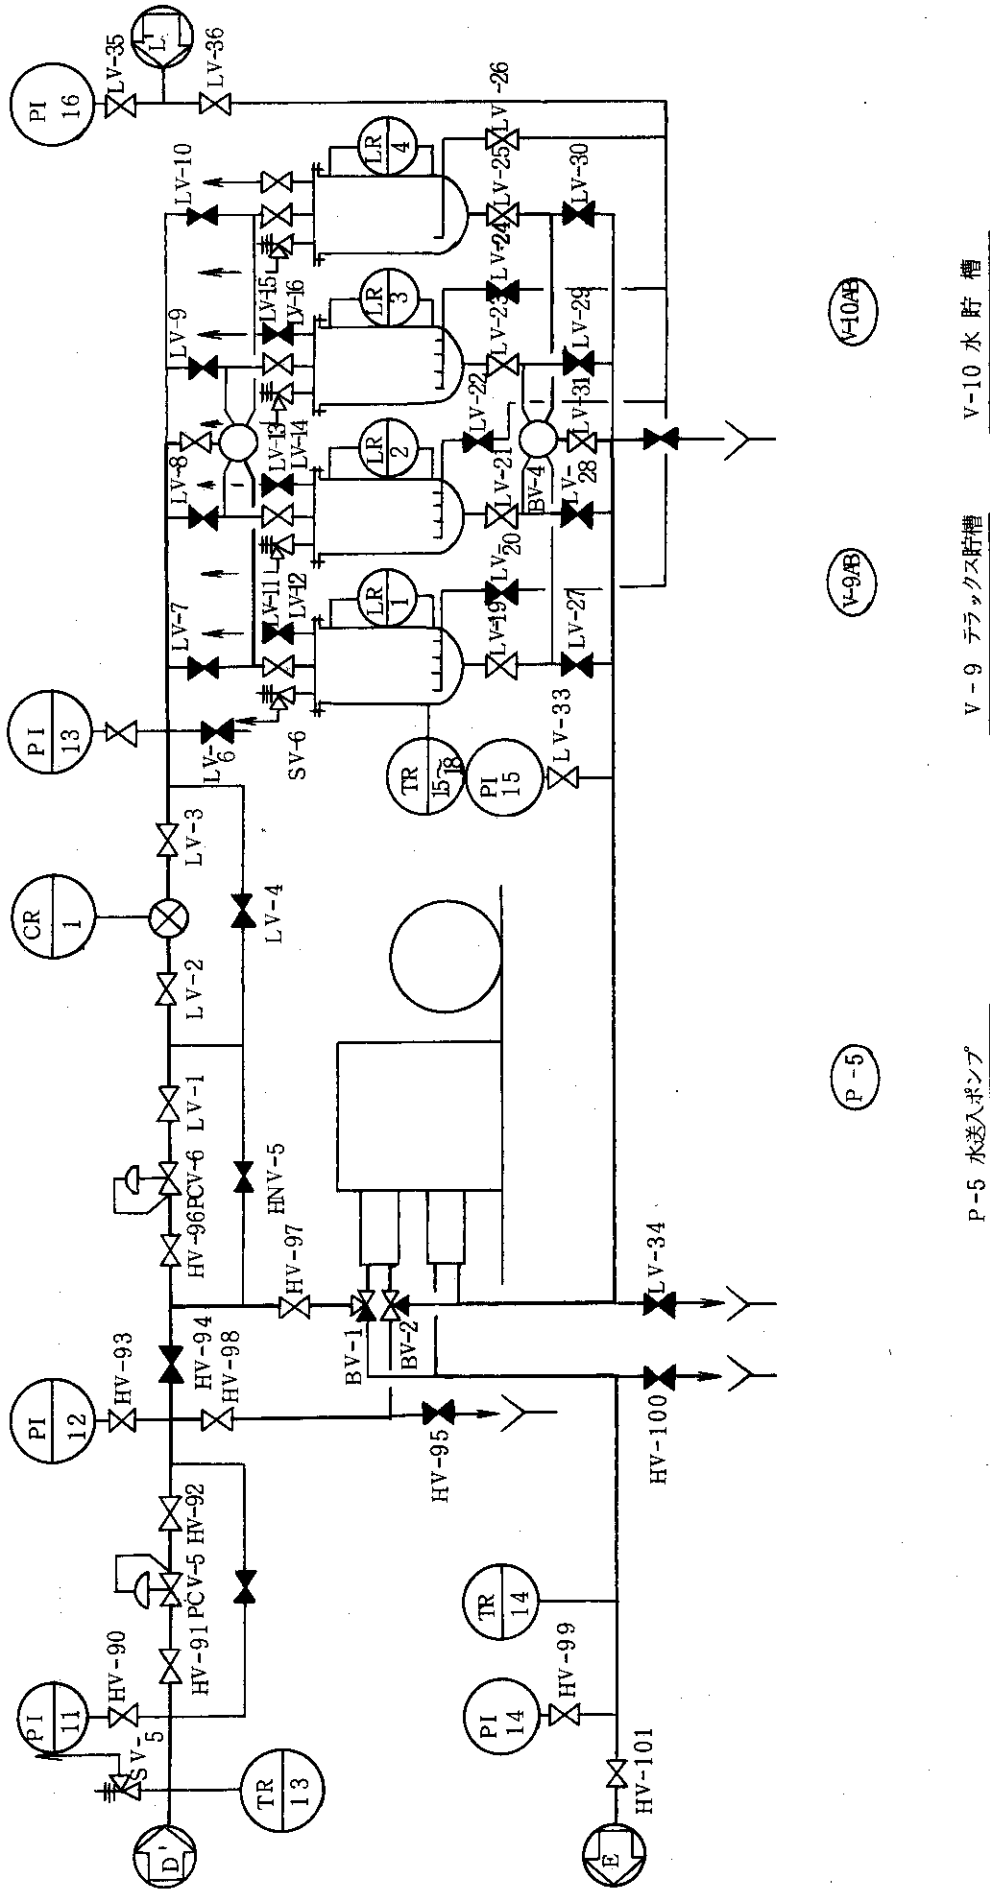 D'
SV-5
TR 13
PI 11
HV-90
HV-91
PCV-5
HV-92
PI 12
HV-93
HV-94
HV-98
HV-95
HV-96
PCV-6
LV-1
HNV-5
HV-97
BV-1
BV-2
LV-2
CR 1
LV-3
LV-4
PI 13
LV-6
SV-6
LV-7
LV-8
LV-9
LV-10
LV-11
LV-12
LV-13
LV-14
LV-15
LV-16
LR 1
LR 2
LR 3
LR 4
TR 15~18
PI 15
LV-33
LV-19
LV-20
LV-21
LV-22
LV-23
LV-24
LV-25
LV-26
LV-27
LV-28
LV-29
LV-30
LV-31
BV-4
PI 16
LV-35
L'
LV-36
E
HV-101
PI 14
HV-99
TR 14
HV-100
LV-34
P-5
V-9AB
V-10AB
P-5 水送入ポンプ
V-9 テラックス貯槽
V-10 水貯槽